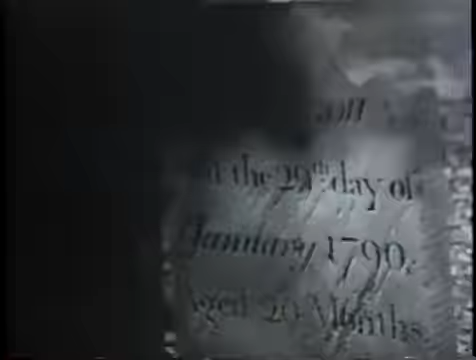 the 29th day of
January 1790,
Aged 20 Months